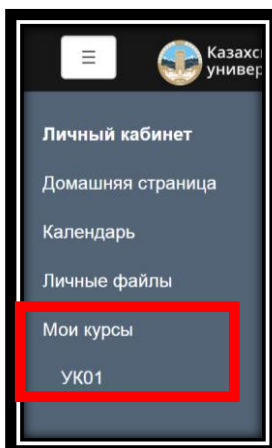 Казахс
универ
Личный кабинет
Домашняя страница
Календарь
Личные файлы
Мои курсы
УК01